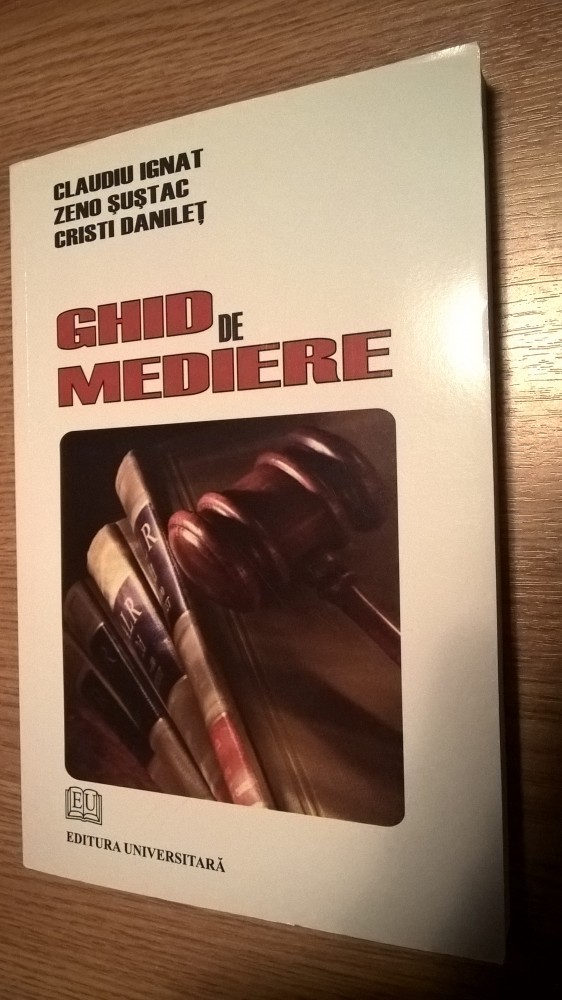 CLAUDIU IGNAT
ZENO ŞUŞTAC
CRISTI DANILEŢ
GHID DE
MEDIERE
R
L.R
EU
EDITURA UNIVERSITARĂ